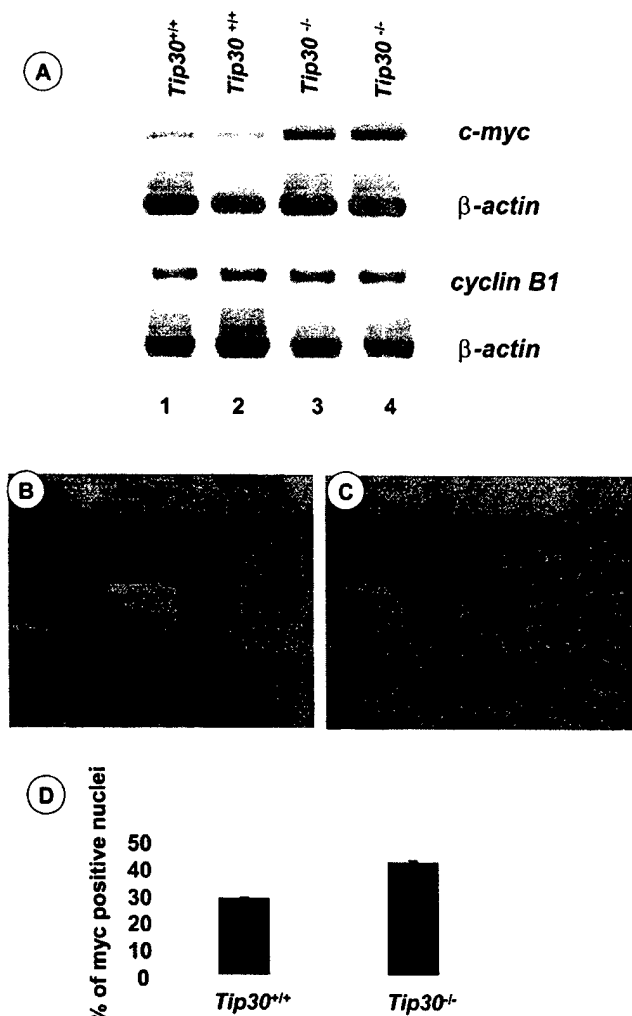 A
Tip30+/+ Tip30 +/+ Tip30 -/- Tip30 -/-
c-myc
β-actin
cyclin B1
β-actin
1 2 3 4
B
C
D
% of myc positive nuclei
50
40
30
20
10
0
Tip30+/+ Tip30-/-